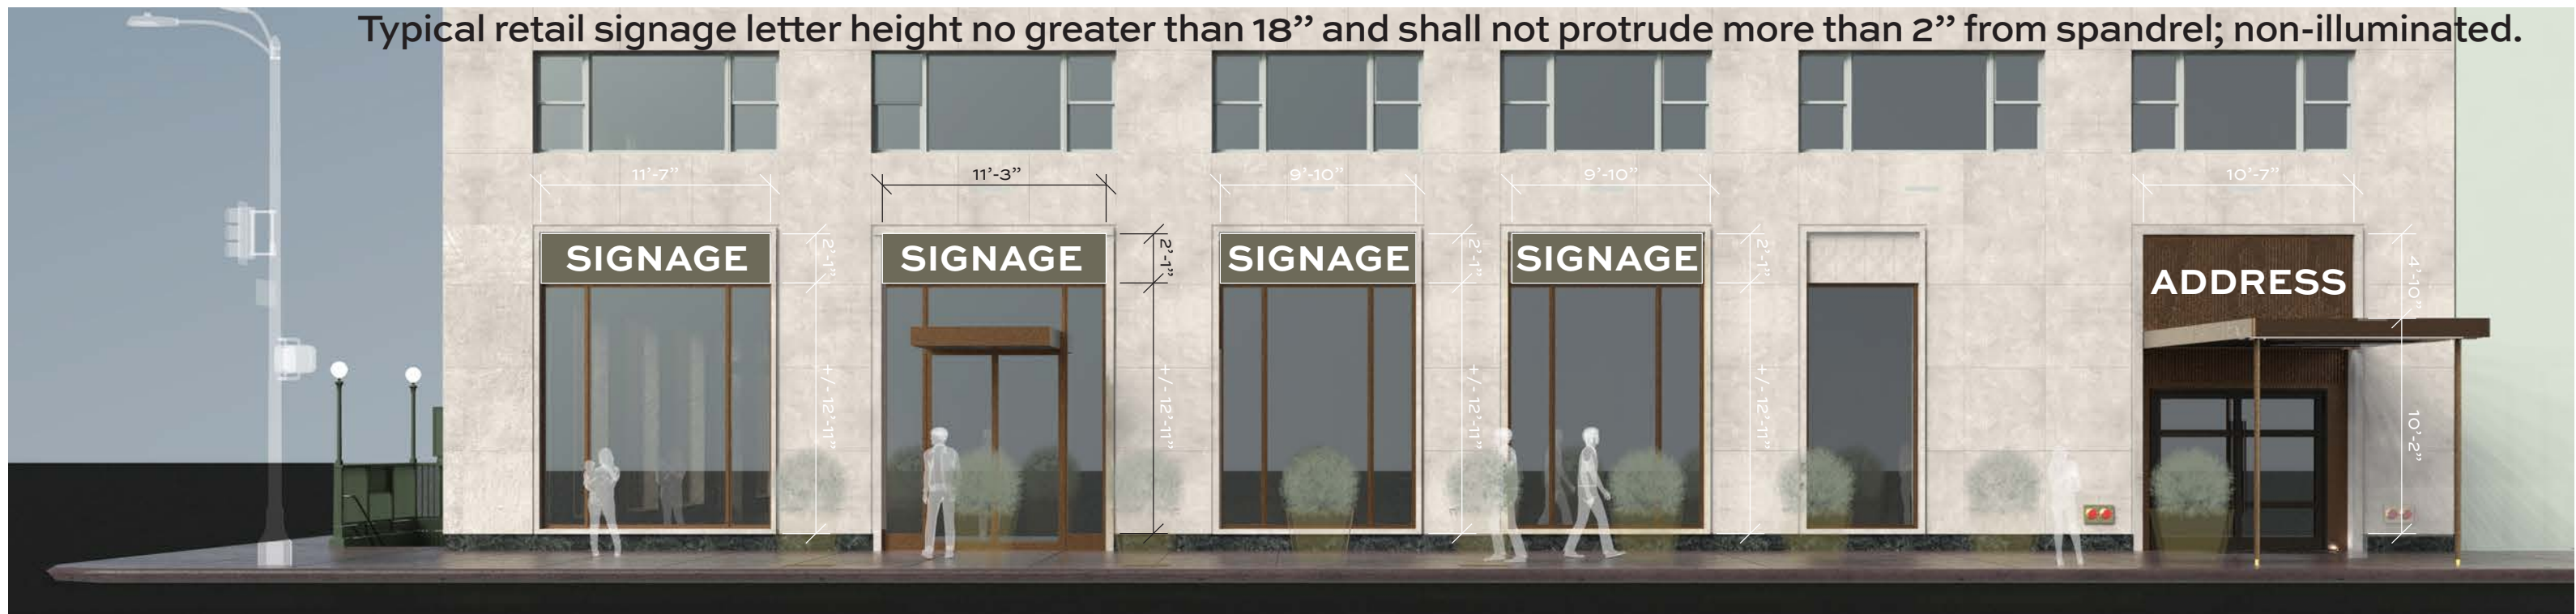 Typical retail signage letter height no greater than 18” and shall not protrude more than 2” from spandrel; non-illuminated.
11’-7”
11’-3”
9’-10”
9’-10”
10’-7”
SIGNAGE
2’-1”
SIGNAGE
2’-1”
SIGNAGE
2’-1”
SIGNAGE
2’-1”
ADDRESS
4’-10”
+/- 12’-11”
+/- 12’-11”
+/- 12’-11”
+/- 12’-11”
10’-2”